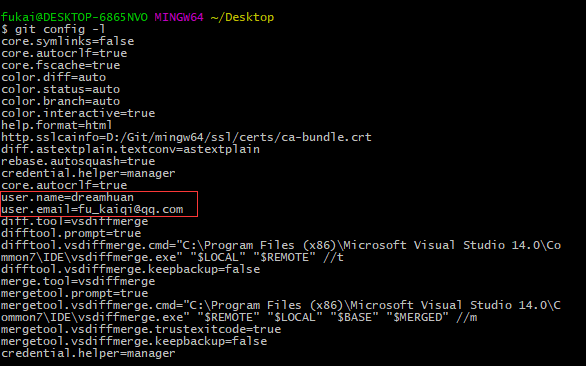 fukai@DESKTOP-6865NVO MINGW64 ~/Desktop
$ git config -l
core.symlinks=false
core.autocrlf=true
core.fscache=true
color.diff=auto
color.status=auto
color.branch=auto
color.interactive=true
help.format=html
http.sslcainfo=D:/Git/mingw64/ssl/certs/ca-bundle.crt
diff.astextplain.textconv=astextplain
rebase.autosquash=true
credential.helper=manager
core.autocrlf=true
user.name=dreamhuan
user.email=fu_kaiqi@qq.com
diff.tool=vsdiffmerge
difftool.prompt=true
difftool.vsdiffmerge.cmd="C:\Program Files (x86)\Microsoft Visual Studio 14.0\Co
mmon7\IDE\vsdiffmerge.exe" "$LOCAL" "$REMOTE" //t
difftool.vsdiffmerge.keepbackup=false
merge.tool=vsdiffmerge
mergetool.prompt=true
mergetool.vsdiffmerge.cmd="C:\Program Files (x86)\Microsoft Visual Studio 14.0\C
ommon7\IDE\vsdiffmerge.exe" "$REMOTE" "$LOCAL" "$BASE" "$MERGED" //m
mergetool.vsdiffmerge.trustexitcode=true
mergetool.vsdiffmerge.keepbackup=false
credential.helper=manager